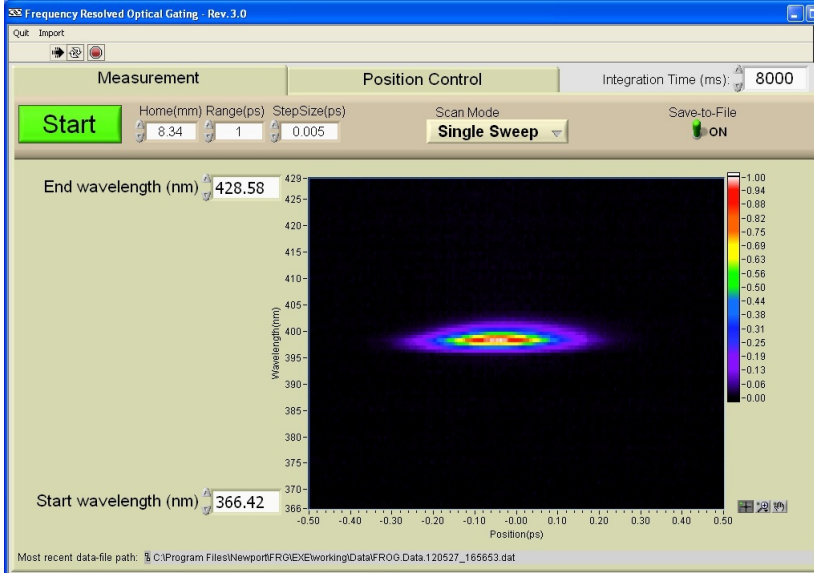 Frequency Resolved Optical Gating - Rev. 3.0
Quit Import
Measurement
Position Control
Integration Time (ms): 8000
Start
Home(mm) Range(ps) StepSize(ps)
8.34 1 0.005
Scan Mode
Single Sweep
Save-to-File
ON
End wavelength (nm) 428.58
Start wavelength (nm) 366.42
Wavelength(nm)
429
425
420
415
410
405
400
395
390
385
380
375
370
366
-0.50 -0.40 -0.30 -0.20 -0.10 -0.00 0.10 0.20 0.30 0.40 0.50
Position(ps)
1.00
0.94
0.88
0.82
0.75
0.69
0.63
0.56
0.50
0.44
0.38
0.31
0.25
0.19
0.13
0.06
0.00
Most recent data-file path: C:\Program Files\Newport\FRG\EXE\working\Data\FROG.Data.120527_165653.dat